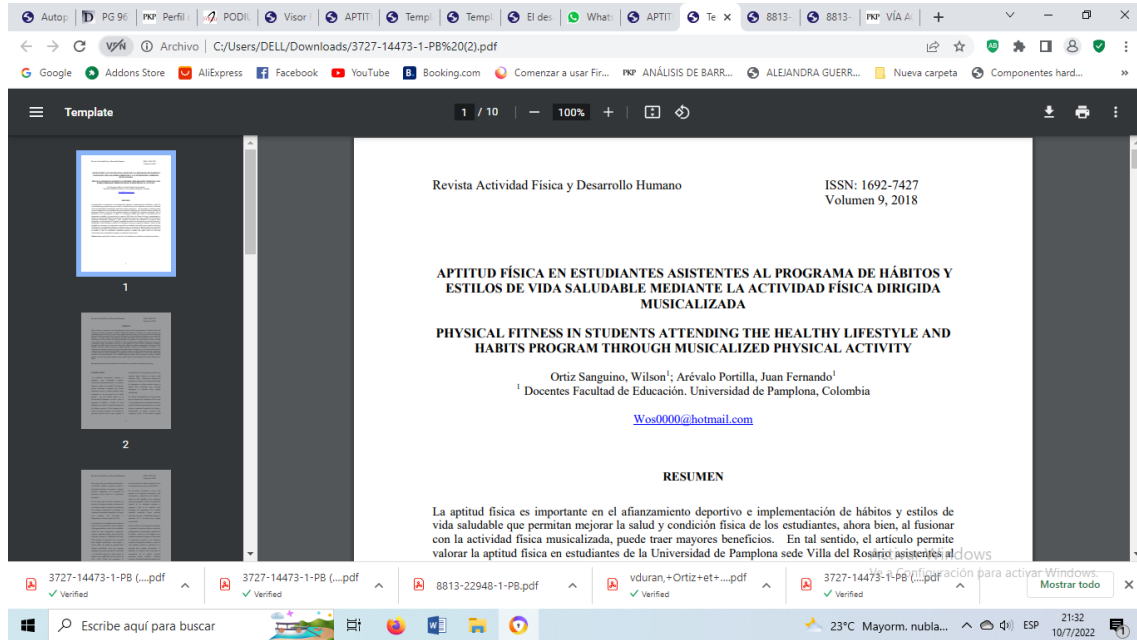 Autop
PG 96
PKP Perfil
PODIU
Visor
APTIT
Templ
Templ
El des
Whats
APTIT
Te
8813-
8813-
PKP VÍA A
VPN Archivo C:/Users/DELL/Downloads/3727-14473-1-PB%20(2).pdf
Google Addons Store AliExpress Facebook YouTube B. Booking.com Comenzar a usar Fir... PKP ANÁLISIS DE BARR... ALEJANDRA GUERR... Nueva carpeta Componentes hard... »
Template 1 / 10 100%
1
2
Revista Actividad Física y Desarrollo Humano ISSN: 1692-7427
Volumen 9, 2018
APTITUD FÍSICA EN ESTUDIANTES ASISTENTES AL PROGRAMA DE HÁBITOS Y
ESTILOS DE VIDA SALUDABLE MEDIANTE LA ACTIVIDAD FÍSICA DIRIGIDA
MUSICALIZADA
PHYSICAL FITNESS IN STUDENTS ATTENDING THE HEALTHY LIFESTYLE AND
HABITS PROGRAM THROUGH MUSICALIZED PHYSICAL ACTIVITY
Ortiz Sanguino, Wilson¹; Arévalo Portilla, Juan Fernando¹
¹ Docentes Facultad de Educación. Universidad de Pamplona, Colombia
Wos0000@hotmail.com
RESUMEN
La aptitud física es importante en el afianzamiento deportivo e implementación de hábitos y estilos de
vida saludable que permitan mejorar la salud y condición física de los estudiantes, ahora bien, al fusionar
con la actividad física musicalizada, puede traer mayores beneficios. En tal sentido, el artículo permite
valorar la aptitud física en estudiantes de la Universidad de Pamplona sede Villa del Rosario asistentes al
Activar Windows
Ve a Configuración para activar Windows.
3727-14473-1-PB (....pdf
Verified
3727-14473-1-PB (....pdf
Verified
8813-22948-1-PB.pdf
vduran,+Ortiz+et+....pdf
Verified
3727-14473-1-PB (....pdf
Verified
Mostrar todo
Escribe aquí para buscar
23°C Mayorm. nubla...
ESP
21:32
10/7/2022
1